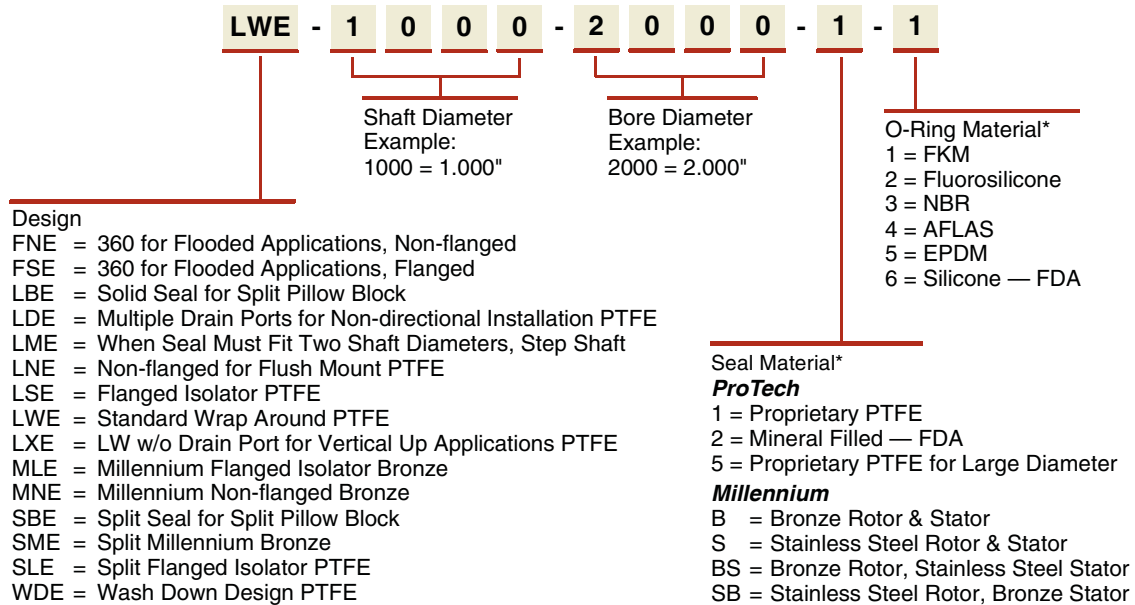 LWE - 1 0 0 0 - 2 0 0 0 - 1 - 1
Shaft Diameter
Example:
1000 = 1.000"
Bore Diameter
Example:
2000 = 2.000"
O-Ring Material*
1 = FKM
2 = Fluorosilicone
3 = NBR
4 = AFLAS
5 = EPDM
6 = Silicone — FDA
Design
FNE = 360 for Flooded Applications, Non-flanged
FSE = 360 for Flooded Applications, Flanged
LBE = Solid Seal for Split Pillow Block
LDE = Multiple Drain Ports for Non-directional Installation PTFE
LME = When Seal Must Fit Two Shaft Diameters, Step Shaft
LNE = Non-flanged for Flush Mount PTFE
LSE = Flanged Isolator PTFE
LWE = Standard Wrap Around PTFE
LXE = LW w/o Drain Port for Vertical Up Applications PTFE
MLE = Millennium Flanged Isolator Bronze
MNE = Millennium Non-flanged Bronze
SBE = Split Seal for Split Pillow Block
SME = Split Millennium Bronze
SLE = Split Flanged Isolator PTFE
WDE = Wash Down Design PTFE
Seal Material*
ProTech
1 = Proprietary PTFE
2 = Mineral Filled — FDA
5 = Proprietary PTFE for Large Diameter
Millennium
B = Bronze Rotor & Stator
S = Stainless Steel Rotor & Stator
BS = Bronze Rotor, Stainless Steel Stator
SB = Stainless Steel Rotor, Bronze Stator